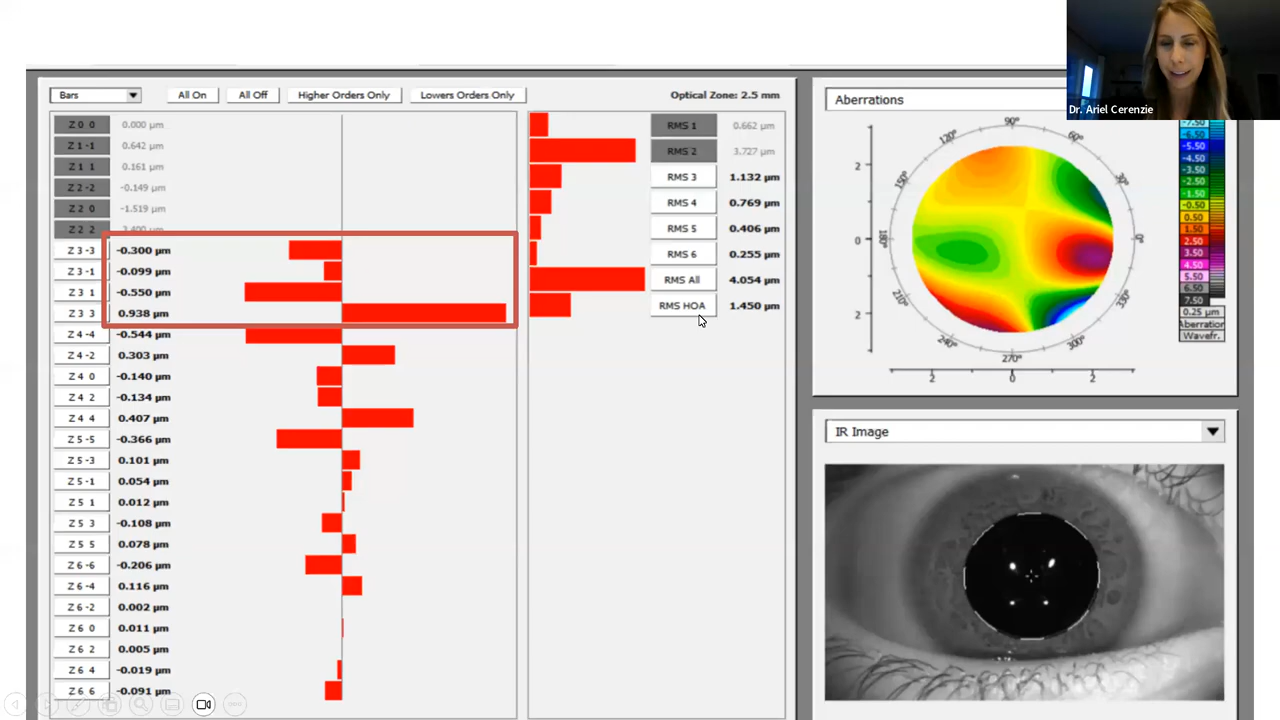 Dr. Ariel Cerenzie
Bars
All On
All Off
Higher Orders Only
Lowers Orders Only
Optical Zone: 2.5 mm
Z 0 0 0.000 µm
Z 1 -1 0.642 µm
Z 1 1 0.161 µm
Z 2 -2 -0.149 µm
Z 2 0 -1.519 µm
Z 2 2 3.400 µm
Z 3 -3 -0.300 µm
Z 3 -1 -0.099 µm
Z 3 1 -0.550 µm
Z 3 3 0.938 µm
Z 4 -4 -0.544 µm
Z 4 -2 0.303 µm
Z 4 0 -0.140 µm
Z 4 2 -0.134 µm
Z 4 4 0.407 µm
Z 5 -5 -0.366 µm
Z 5 -3 0.101 µm
Z 5 -1 0.054 µm
Z 5 1 0.012 µm
Z 5 3 -0.108 µm
Z 5 5 0.078 µm
Z 6 -6 -0.206 µm
Z 6 -4 0.116 µm
Z 6 -2 0.002 µm
Z 6 0 0.011 µm
Z 6 2 0.005 µm
Z 6 4 -0.019 µm
Z 6 6 -0.091 µm
RMS 1 0.662 µm
RMS 2 3.727 µm
RMS 3 1.132 µm
RMS 4 0.769 µm
RMS 5 0.406 µm
RMS 6 0.255 µm
RMS All 4.054 µm
RMS HOA 1.450 µm
Aberrations
90°
120°
60°
150°
30°
180°
0°
210°
330°
240°
300°
270°
2
0
2
2
0
2
-7.50
-6.50
-5.50
-4.50
-3.50
-2.50
-1.50
-0.50
0.50
1.50
2.50
3.50
4.50
5.50
6.50
7.50
0.25 µm
Aberration
Wavefr.
IR Image